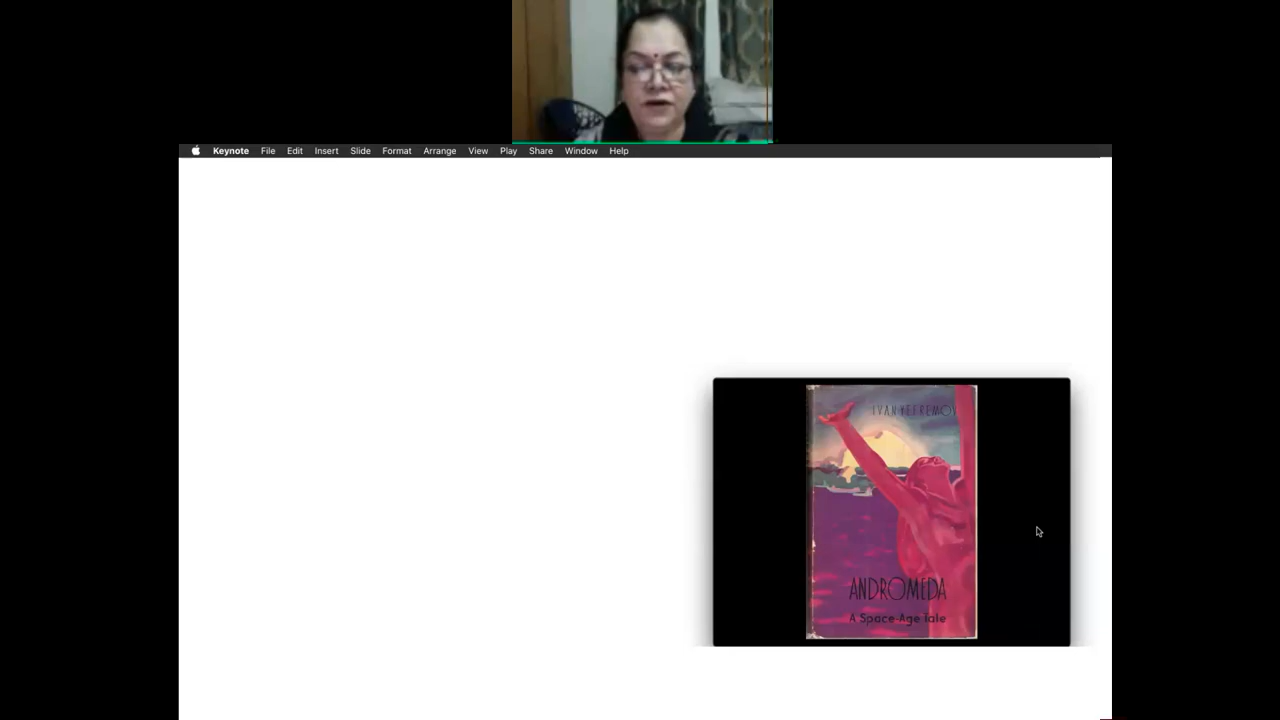 Keynote File Edit Insert Slide Format Arrange View Play Share Window Help
IVAN YEFREMOV
ANDROMEDA
A Space-Age Tale